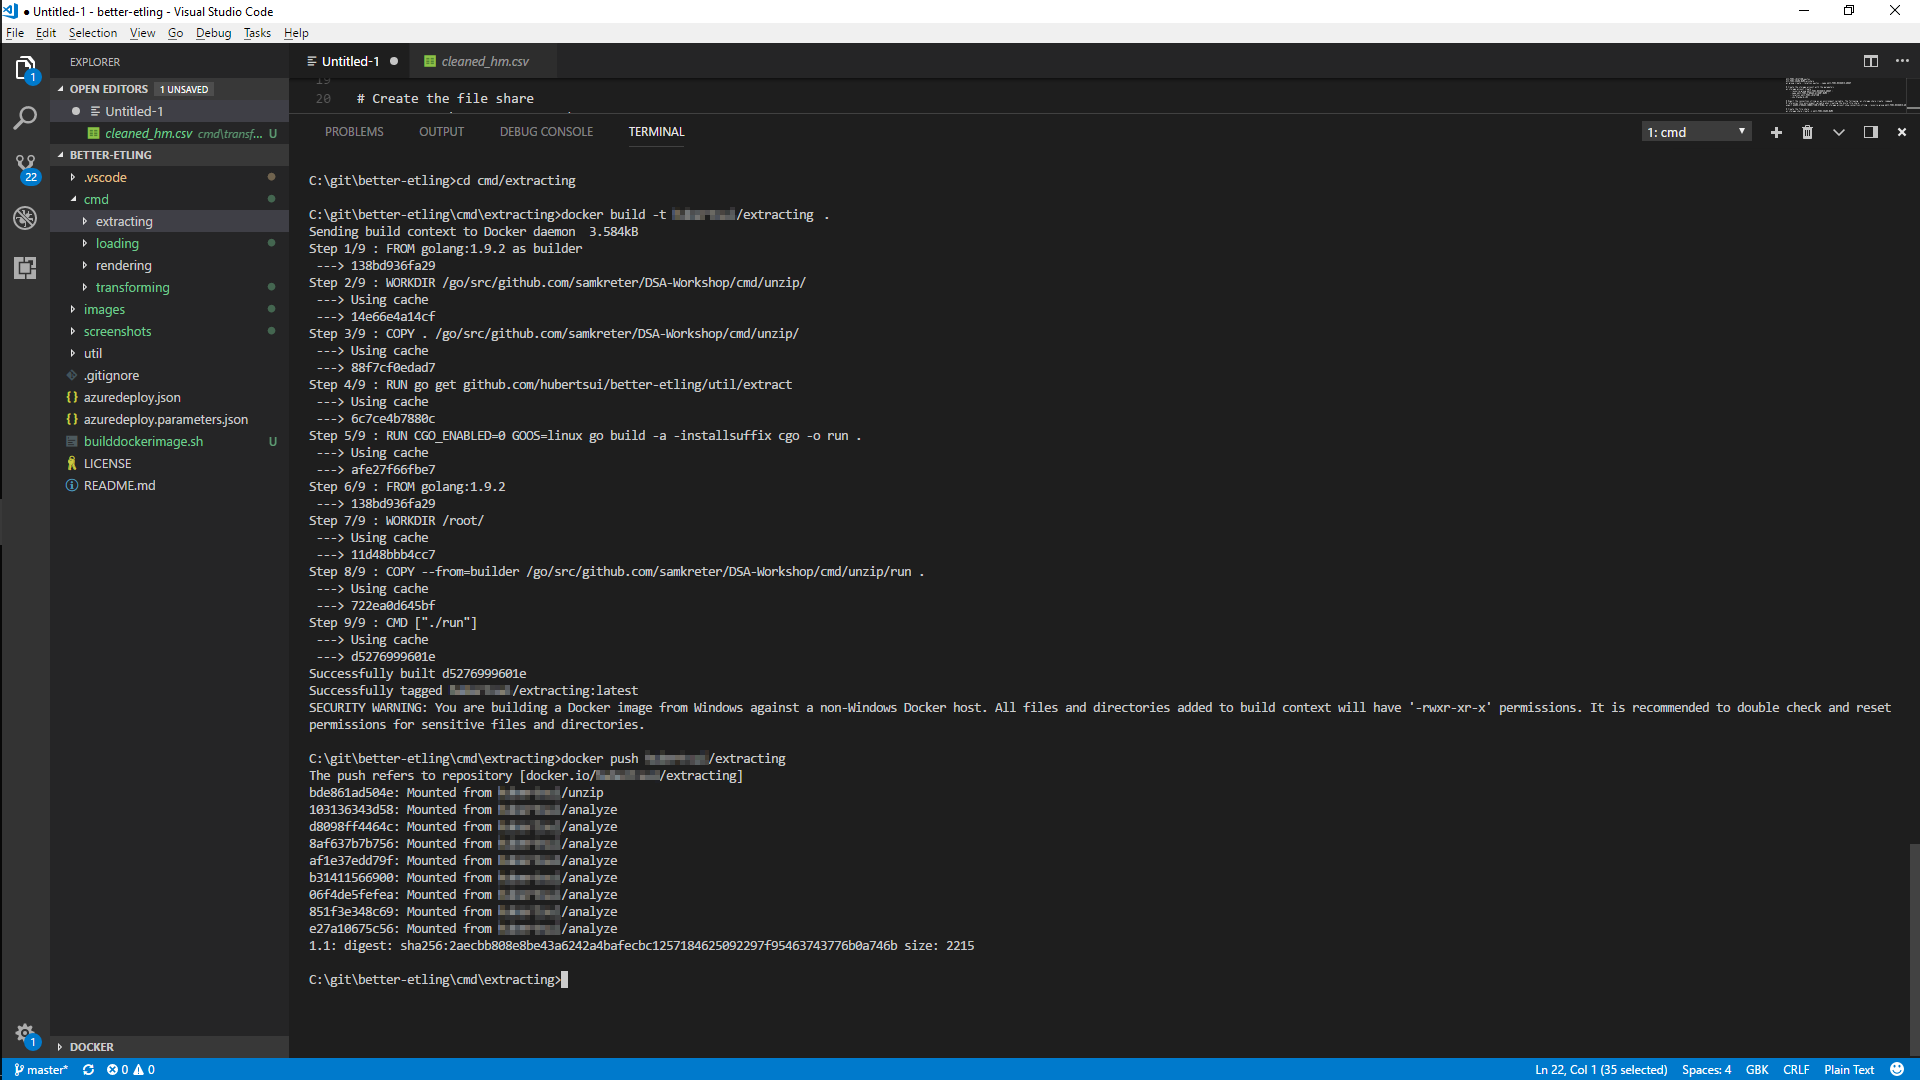 ● Untitled-1 - better-etling - Visual Studio Code
File Edit Selection View Go Debug Tasks Help
EXPLORER
OPEN EDITORS 1 UNSAVED
Untitled-1
cleaned_hm.csv cmd\transf... U
BETTER-ETLING
.vscode
cmd
extracting
loading
rendering
transforming
images
screenshots
util
.gitignore
azuredeploy.json
azuredeploy.parameters.json
builddockerimage.sh U
LICENSE
README.md
DOCKER
1
22
1
Untitled-1 cleaned_hm.csv
19
20 # Create the file share
PROBLEMS OUTPUT DEBUG CONSOLE TERMINAL 1: cmd
C:\git\better-etling>cd cmd/extracting
C:\git\better-etling\cmd\extracting>docker build -t /extracting .
Sending build context to Docker daemon 3.584kB
Step 1/9 : FROM golang:1.9.2 as builder
---> 138bd936fa29
Step 2/9 : WORKDIR /go/src/github.com/samkreter/DSA-Workshop/cmd/unzip/
---> Using cache
---> 14e66e4a14cf
Step 3/9 : COPY . /go/src/github.com/samkreter/DSA-Workshop/cmd/unzip/
---> Using cache
---> 88f7cf0edad7
Step 4/9 : RUN go get github.com/hubertsui/better-etling/util/extract
---> Using cache
---> 6c7ce4b7880c
Step 5/9 : RUN CGO_ENABLED=0 GOOS=linux go build -a -installsuffix cgo -o run .
---> Using cache
---> afe27f66fbe7
Step 6/9 : FROM golang:1.9.2
---> 138bd936fa29
Step 7/9 : WORKDIR /root/
---> Using cache
---> 11d48bbb4cc7
Step 8/9 : COPY --from=builder /go/src/github.com/samkreter/DSA-Workshop/cmd/unzip/run .
---> Using cache
---> 722ea0d645bf
Step 9/9 : CMD ["./run"]
---> Using cache
---> d5276999601e
Successfully built d5276999601e
Successfully tagged /extracting:latest
SECURITY WARNING: You are building a Docker image from Windows against a non-Windows Docker host. All files and directories added to build context will have '-rwxr-xr-x' permissions. It is recommended to double check and reset
permissions for sensitive files and directories.
C:\git\better-etling\cmd\extracting>docker push /extracting
The push refers to repository [docker.io/ /extracting]
bde861ad504e: Mounted from /unzip
103136343d58: Mounted from /analyze
d8098ff4464c: Mounted from /analyze
8af637b7b756: Mounted from /analyze
af1e37edd79f: Mounted from /analyze
b31411566900: Mounted from /analyze
06f4de5fefea: Mounted from /analyze
851f3e348c69: Mounted from /analyze
e27a10675c56: Mounted from /analyze
1.1: digest: sha256:2aecbb808e8be43a6242a4bafecbc1257184625092297f95463743776b0a746b size: 2215
C:\git\better-etling\cmd\extracting>
master* 0 0 Ln 22, Col 1 (35 selected) Spaces: 4 GBK CRLF Plain Text